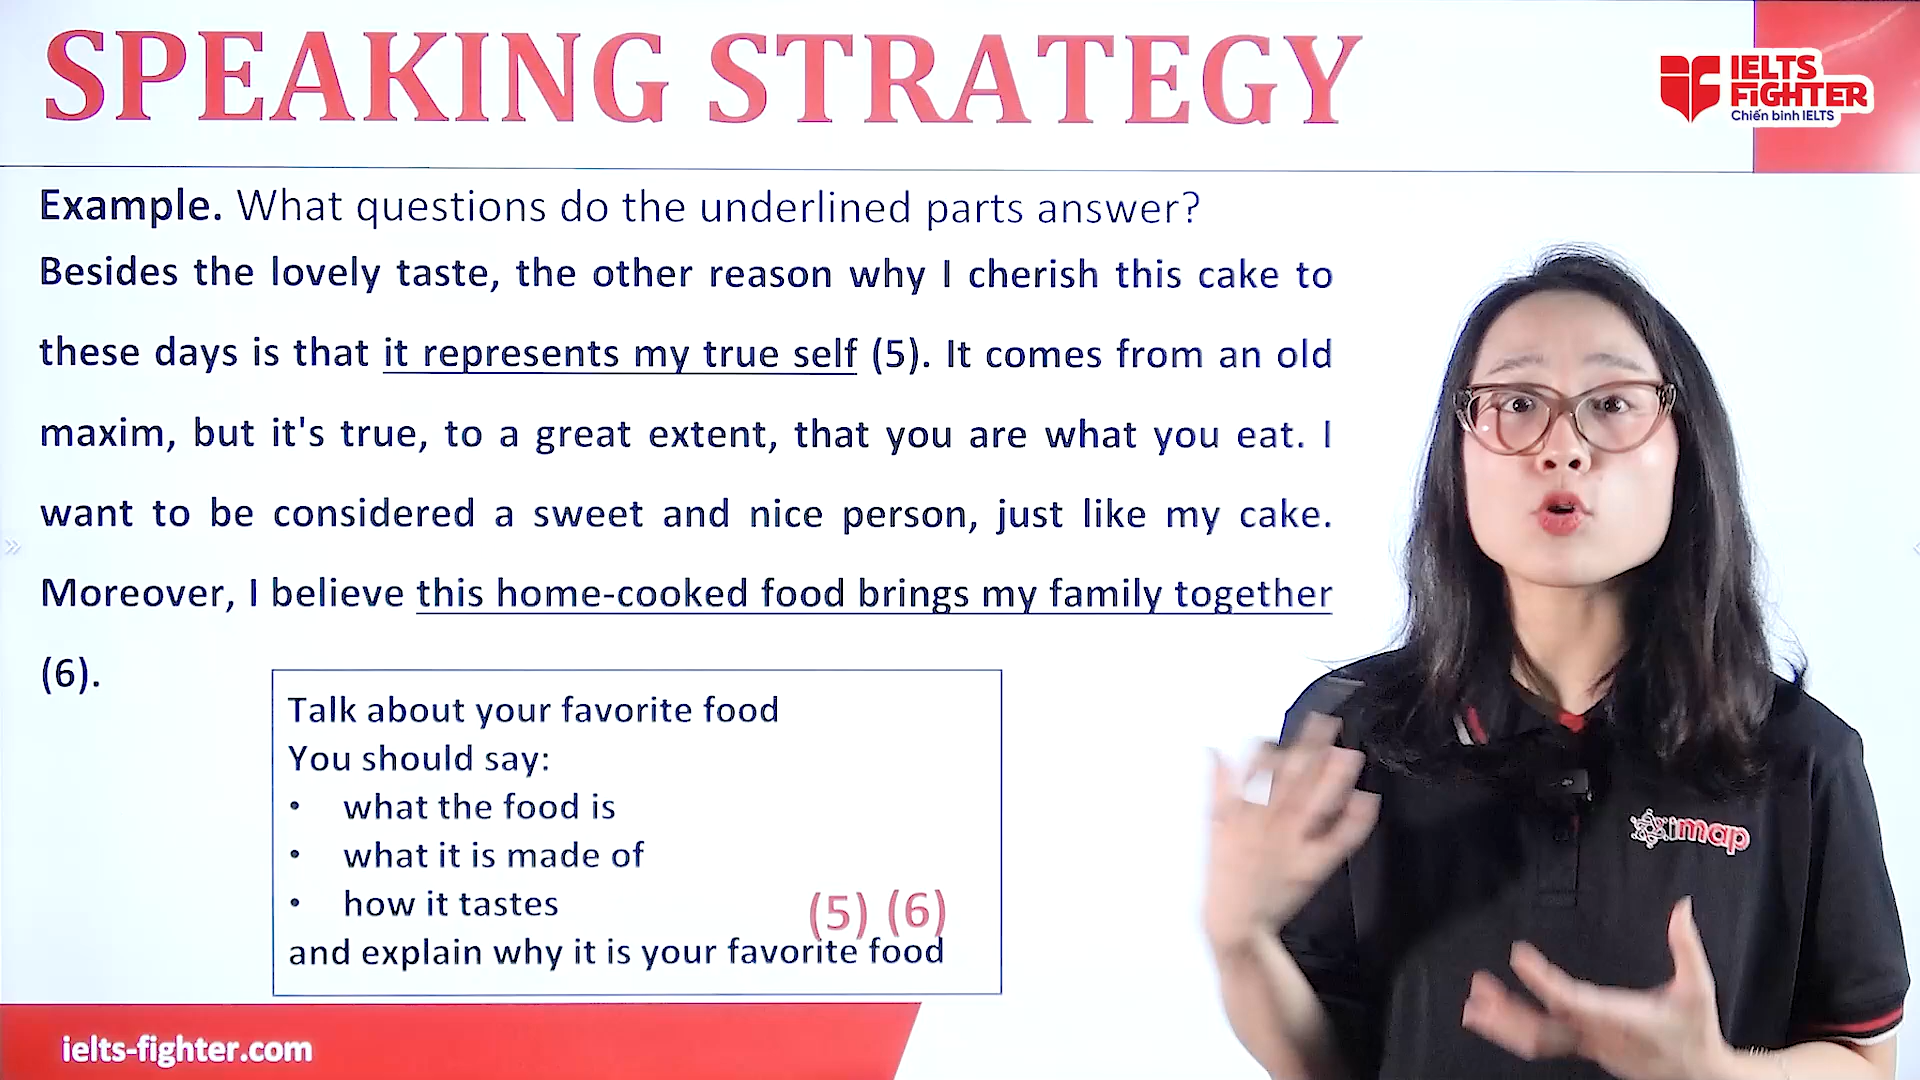 SPEAKING STRATEGY
IELTS
FiGHTER
Chiến binh IELTS
Example. What questions do the underlined parts answer?
Besides the lovely taste, the other reason why I cherish this cake to
these days is that it represents my true self (5). It comes from an old
maxim, but it's true, to a great extent, that you are what you eat. I
want to be considered a sweet and nice person, just like my cake.
Moreover, I believe this home-cooked food brings my family together
(6).
Talk about your favorite food
You should say:
• what the food is
• what it is made of
• how it tastes
(5) (6)
and explain why it is your favorite food
imap
ielts-fighter.com